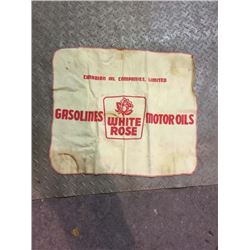 CANADIAN OIL COMPANIES, LIMITED
GASOLINES WHITE ROSE MOTOR OILS